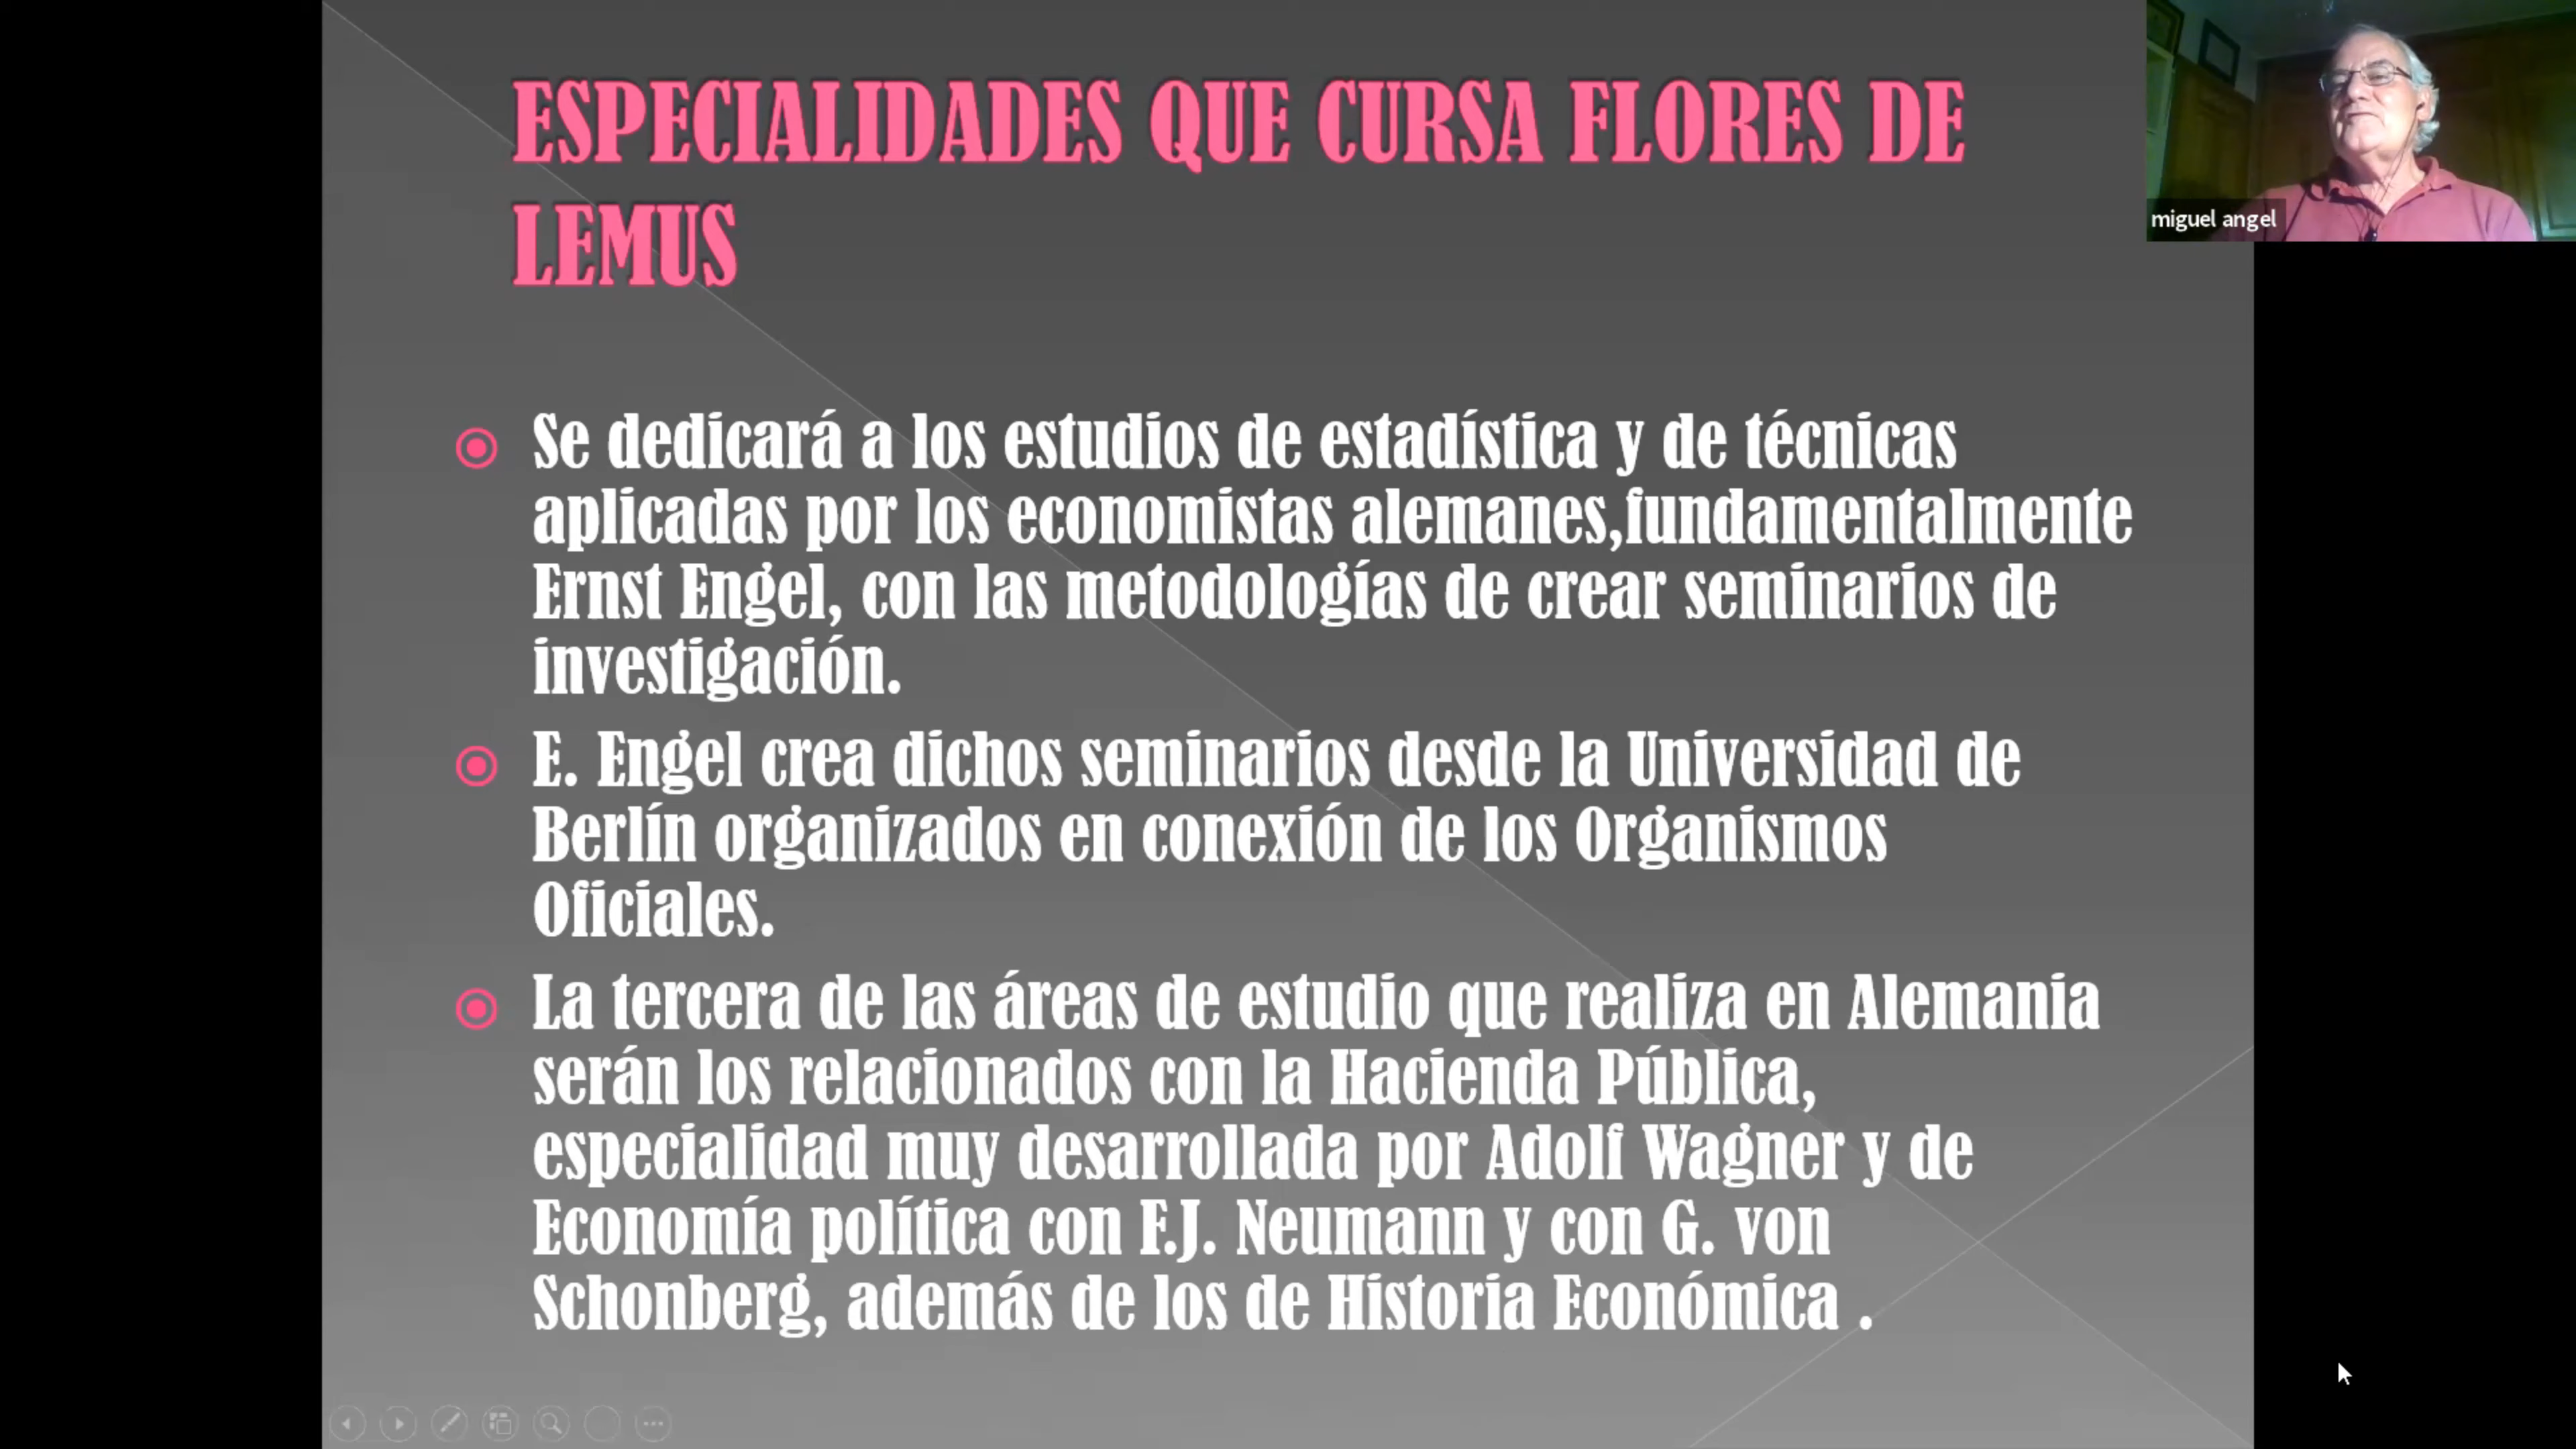 ESPECIALIDADES QUE CURSA FLORES DE
LEMUS
miguel angel
Se dedicará a los estudios de estadística y de técnicas
aplicadas por los economistas alemanes,fundamentalmente
Ernst Engel, con las metodologías de crear seminarios de
investigación.
E. Engel crea dichos seminarios desde la Universidad de
Berlín organizados en conexión de los Organismos
Oficiales.
La tercera de las áreas de estudio que realiza en Alemania
serán los relacionados con la Hacienda Pública,
especialidad muy desarrollada por Adolf Wagner y de
Economía política con F.J. Neumann y con G. von
Schonberg, además de los de Historia Económica .